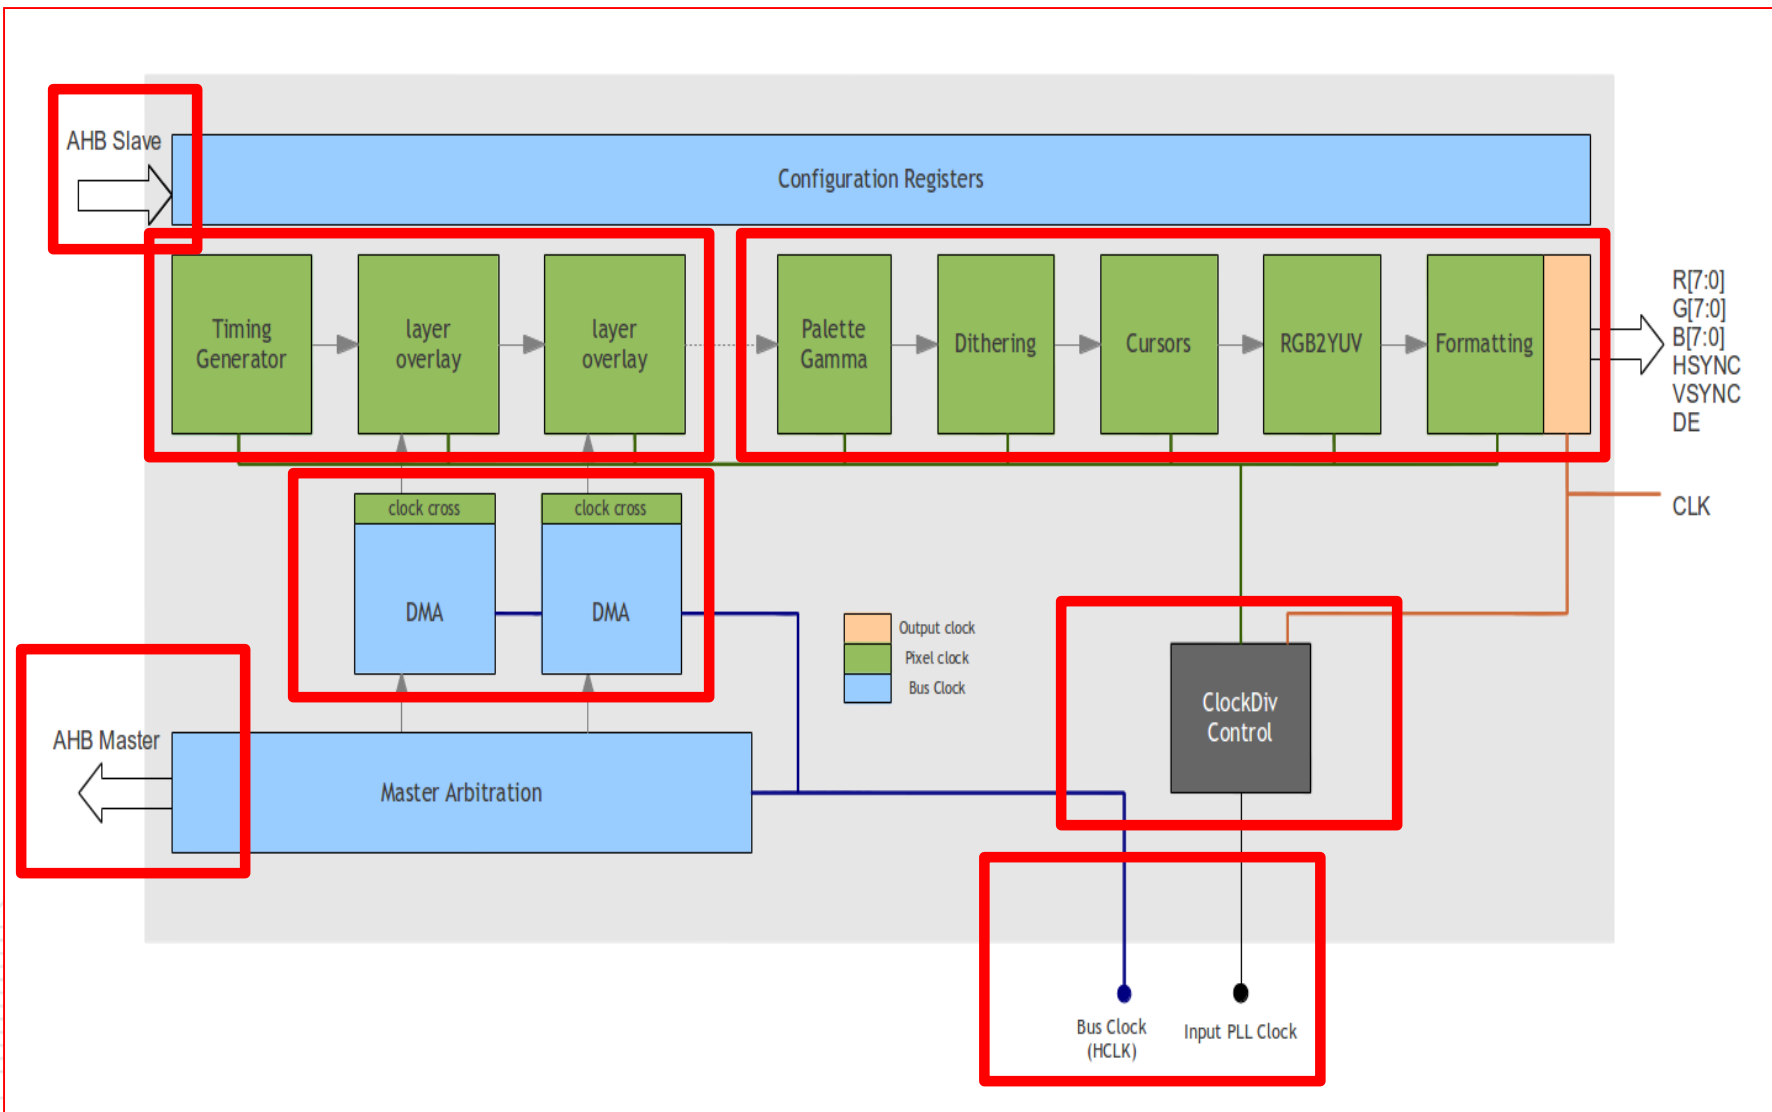 AHB Slave
Configuration Registers
Timing
Generator
layer
overlay
layer
overlay
Palette
Gamma
Dithering
Cursors
RGB2YUV
Formatting
R[7:0]
G[7:0]
B[7:0]
HSYNC
VSYNC
DE
clock cross
clock cross
CLK
DMA
DMA
Output clock
Pixel clock
Bus Clock
ClockDiv
Control
AHB Master
Master Arbitration
Bus Clock
(HCLK)
Input PLL Clock